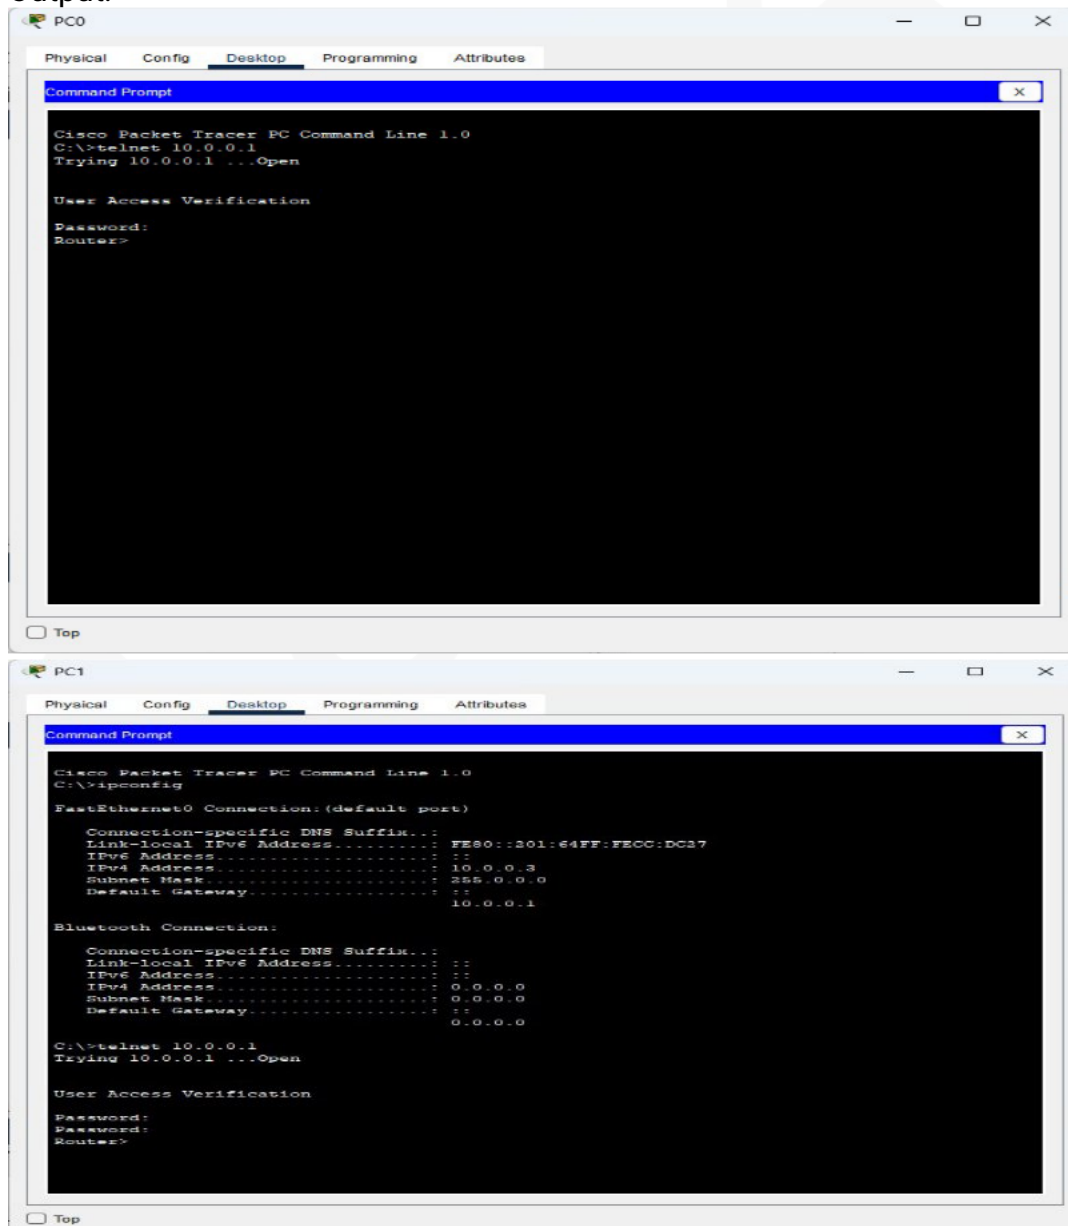 Output:
PC0
Physical Config Desktop Programming Attributes
Command Prompt
X
Cisco Packet Tracer PC Command Line 1.0
C:\>telnet 10.0.0.1
Trying 10.0.0.1 ...Open
User Access Verification
Password:
Router>
Top
PC1
Physical Config Desktop Programming Attributes
Command Prompt
X
Cisco Packet Tracer PC Command Line 1.0
C:\>ipconfig
FastEthernet0 Connection:(default port)
Connection-specific DNS Suffix..:
Link-local IPv6 Address.........: FE80::201:64FF:FECC:DC27
IPv6 Address....................: ::
IPv4 Address....................: 10.0.0.3
Subnet Mask.....................: 255.0.0.0
Default Gateway.................: ::
10.0.0.1
Bluetooth Connection:
Connection-specific DNS Suffix..:
Link-local IPv6 Address.........: ::
IPv6 Address....................: ::
IPv4 Address....................: 0.0.0.0
Subnet Mask.....................: 0.0.0.0
Default Gateway.................: ::
0.0.0.0
C:\>telnet 10.0.0.1
Trying 10.0.0.1 ...Open
User Access Verification
Password:
Password:
Router>
Top